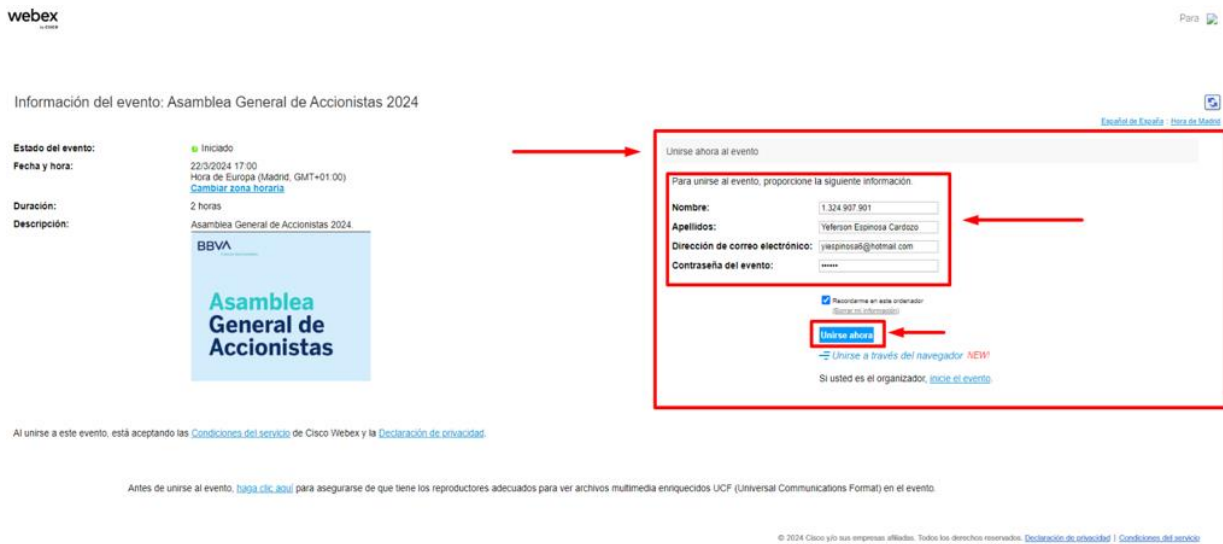 webex
by CISCO
Para
Información del evento: Asamblea General de Accionistas 2024
Español de España : Hora de Madrid
Estado del evento: Iniciado
Fecha y hora: 22/3/2024 17:00
Hora de Europa (Madrid, GMT+01:00)
Cambiar zona horaria
Duración: 2 horas
Descripción: Asamblea General de Accionistas 2024.
BBVA
Asamblea
General de
Accionistas
Unirse ahora al evento
Para unirse al evento, proporcione la siguiente información.
Nombre: 1.324.907.901
Apellidos: Yeferson Espinosa Cardozo
Dirección de correo electrónico: yiespinosa6@hotmail.com
Contraseña del evento: ••••••
Recordarme en este ordenador
(Borrar mi información)
Unirse ahora
Unirse a través del navegador NEW!
Si usted es el organizador, inicie el evento.
Al unirse a este evento, está aceptando las Condiciones del servicio de Cisco Webex y la Declaración de privacidad.
Antes de unirse al evento, haga clic aquí para asegurarse de que tiene los reproductores adecuados para ver archivos multimedia enriquecidos UCF (Universal Communications Format) en el evento.
© 2024 Cisco y/o sus empresas afiliadas. Todos los derechos reservados. Declaración de privacidad | Condiciones del servicio